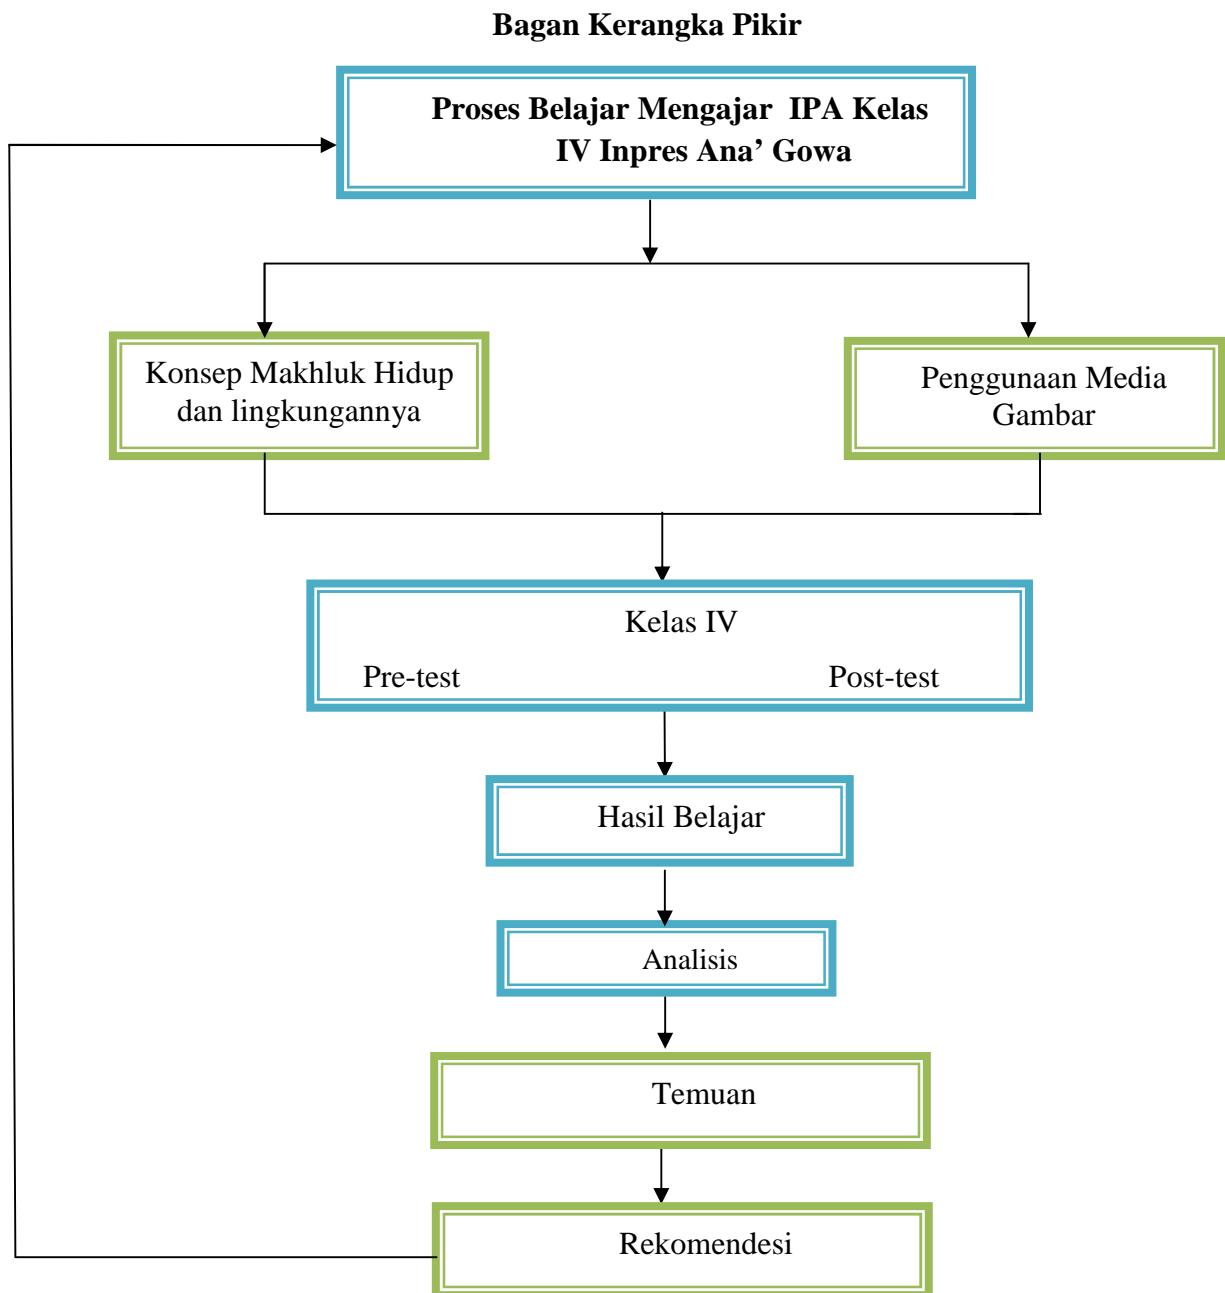 Bagan Kerangka Pikir
Proses Belajar Mengajar IPA Kelas
IV Inpres Ana’ Gowa
Konsep Makhluk Hidup
dan lingkungannya
Penggunaan Media
Gambar
Kelas IV
Pre-test Post-test
Hasil Belajar
Analisis
Temuan
Rekomendesi